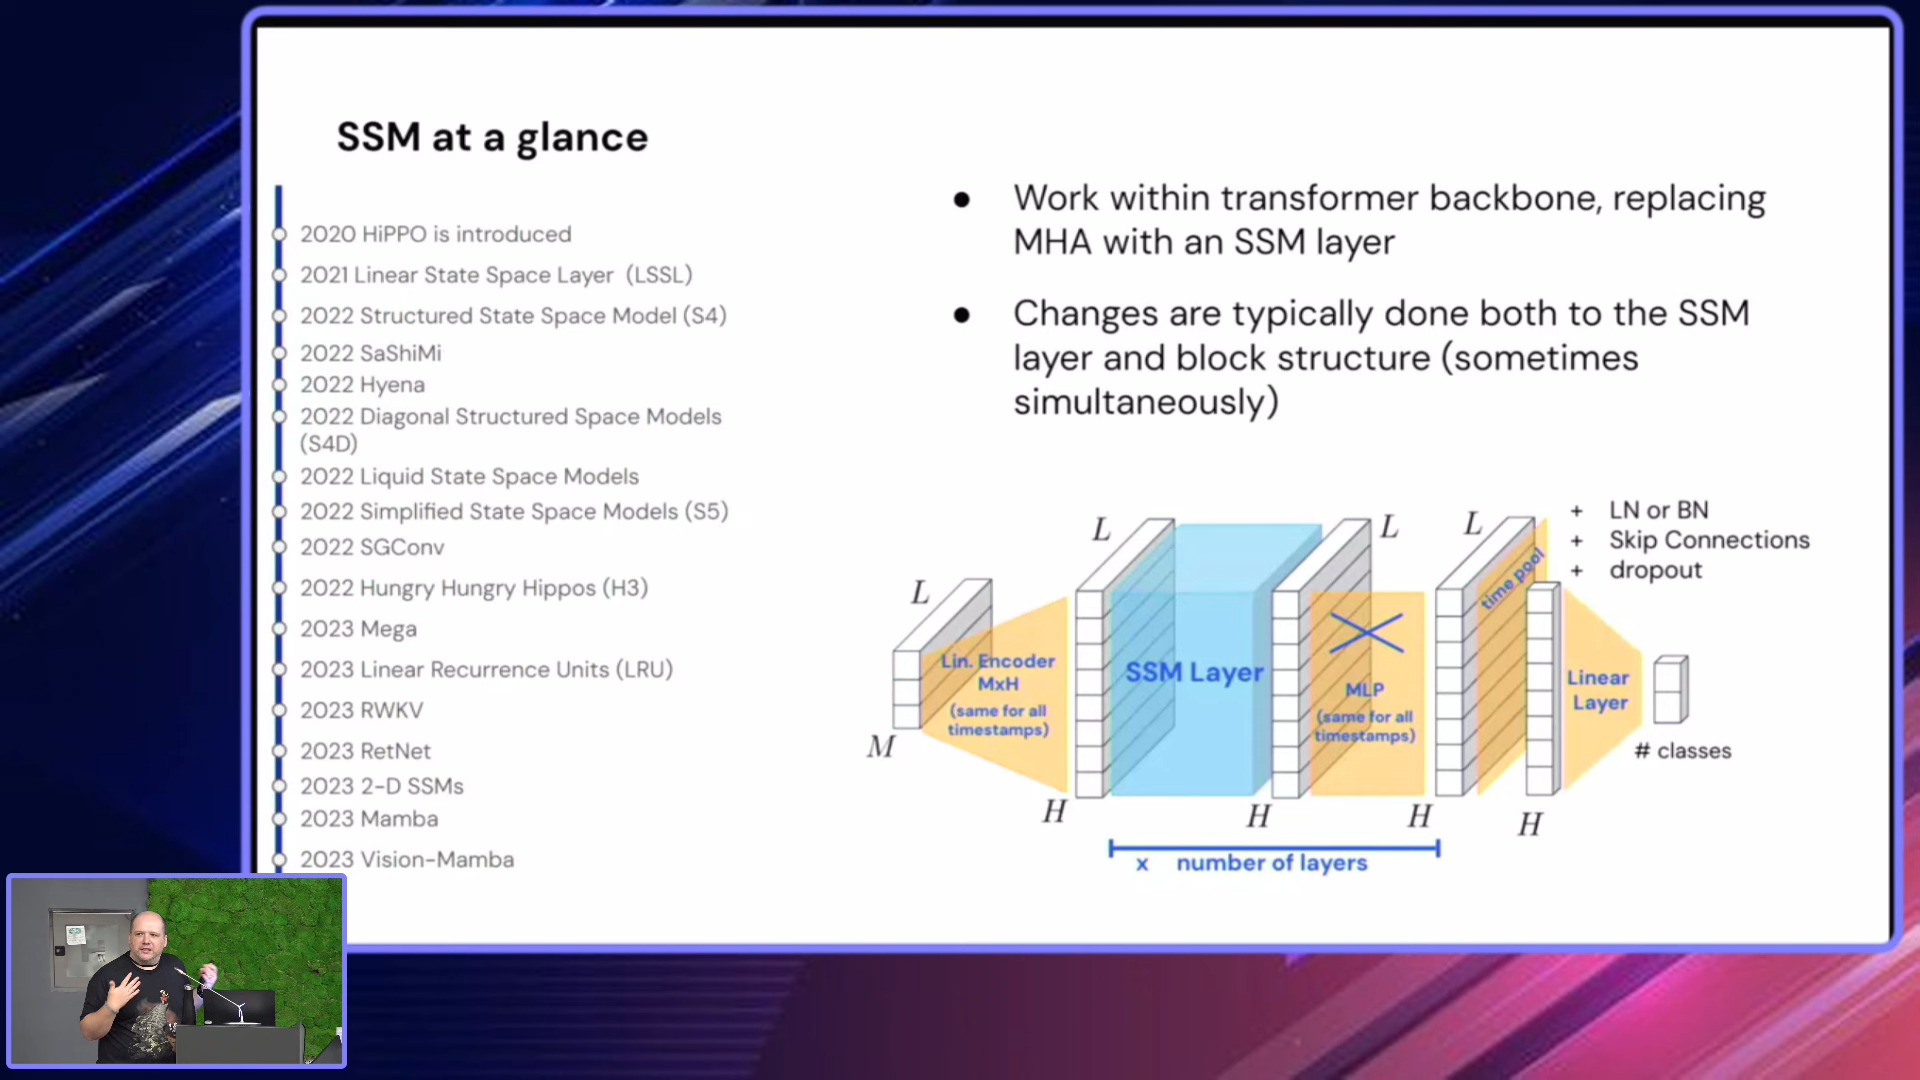 SSM at a glance
2020 HiPPO is introduced
2021 Linear State Space Layer (LSSL)
2022 Structured State Space Model (S4)
2022 SaShiMi
2022 Hyena
2022 Diagonal Structured Space Models
(S4D)
2022 Liquid State Space Models
2022 Simplified State Space Models (S5)
2022 SGConv
2022 Hungry Hungry Hippos (H3)
2023 Mega
2023 Linear Recurrence Units (LRU)
2023 RWKV
2023 RetNet
2023 2-D SSMs
2023 Mamba
2023 Vision-Mamba
● Work within transformer backbone, replacing
MHA with an SSM layer
● Changes are typically done both to the SSM
layer and block structure (sometimes
simultaneously)
L
M
Lin. Encoder
MxH
(same for all
timestamps)
L
H
SSM Layer
L
H
MLP
(same for all
timestamps)
L
H
time pool
H
+ LN or BN
+ Skip Connections
+ dropout
Linear
Layer
# classes
x number of layers